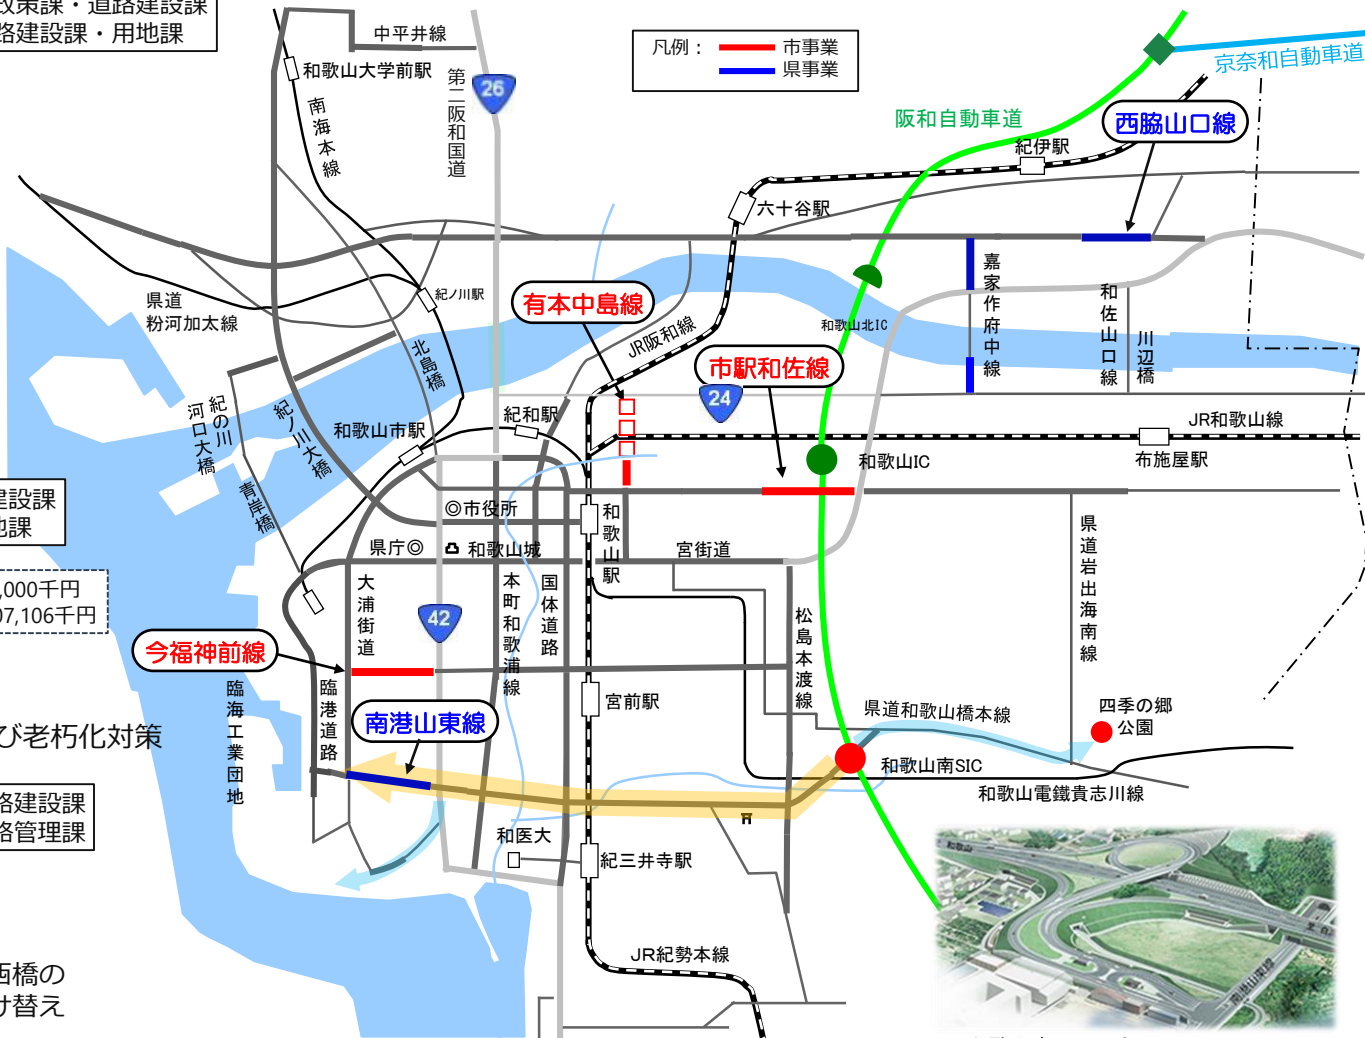 政策課・道路建設課
路建設課・用地課
凡例：
市事業
県事業
中平井線
和歌山大学前駅
南海本線
第二阪和国道
26
京奈和自動車道
阪和自動車道
西脇山口線
紀伊駅
六十谷駅
県道
粉河加太線
紀ノ川駅
有本中島線
JR阪和線
和歌山北IC
嘉家作府中線
和佐山口線
川辺橋
北島橋
市駅和佐線
24
紀の川
河口大橋
紀ノ川大橋
和歌山市駅
紀和駅
JR和歌山線
布施屋駅
和歌山IC
青岸橋
建設課
地課
◎市役所
和歌山駅
県庁◎
和歌山城
宮街道
県道岩出海南線
,000千円
07,106千円
大浦街道
42
本町和歌浦線
国体道路
松島本渡線
今福神前線
臨海工業団地
臨港道路
南港山東線
宮前駅
県道和歌山橋本線
四季の郷
公園
び老朽化対策
和歌山南SIC
和歌山電鐵貴志川線
路建設課
路管理課
和医大
紀三井寺駅
JR紀勢本線
西橋の
け替え
和歌山
南港山東線